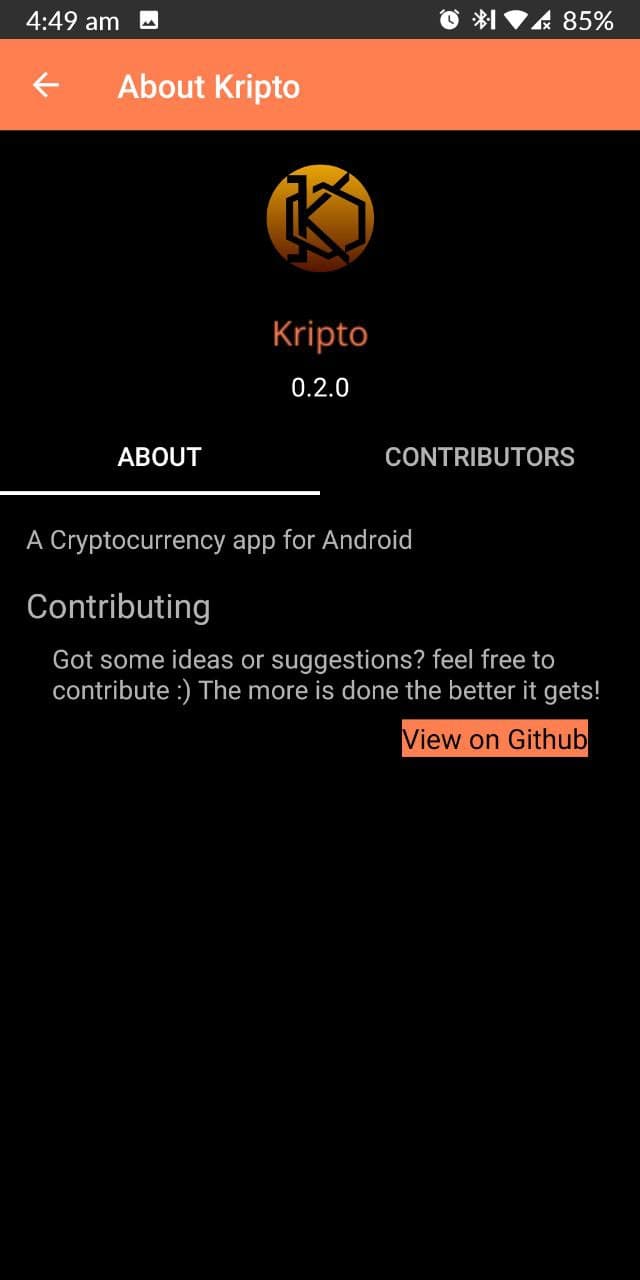 4:49 am 85%
About Kripto
Kripto
0.2.0
ABOUT CONTRIBUTORS
A Cryptocurrency app for Android
Contributing
Got some ideas or suggestions? feel free to
contribute :) The more is done the better it gets!
View on Github